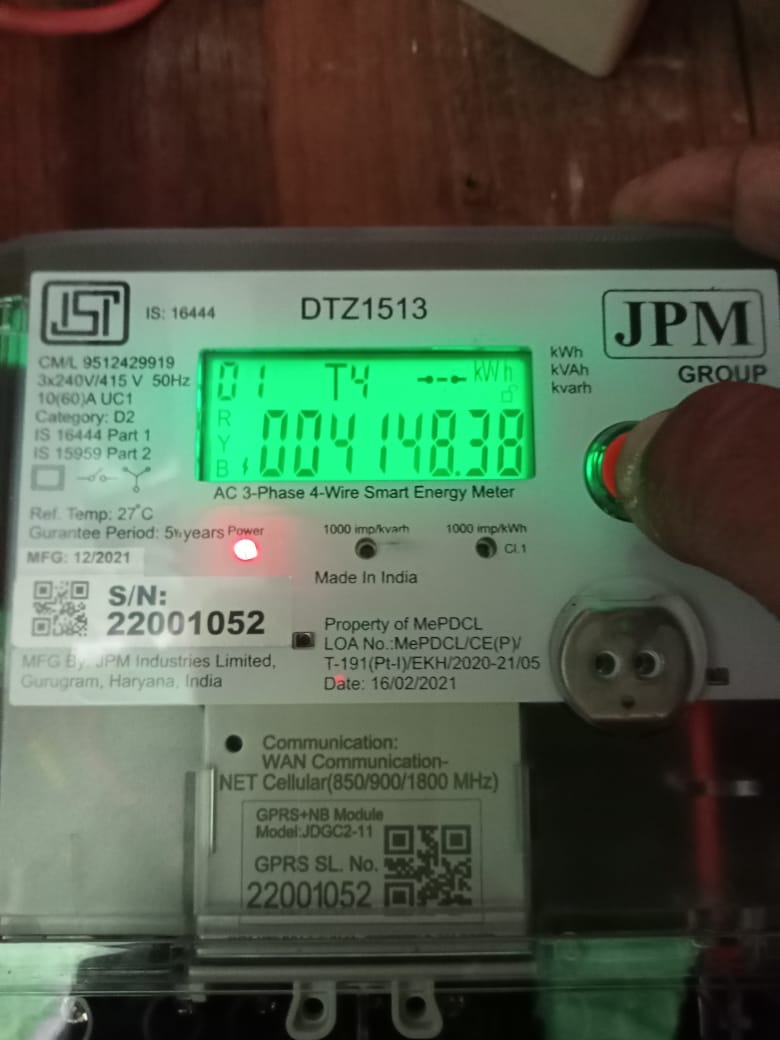 IS: 16444
DTZ1513
JPM
GROUP
CM/L 9512429919
3x240V/415 V 50Hz
10(60)A UC1
Category: D2
IS 16444 Part 1
IS 15959 Part 2
01 T4 kWh
R
Y
B 004148.38
kWh
kVAh
kvarh
AC 3-Phase 4-Wire Smart Energy Meter
Ref. Temp: 27°C
Gurantee Period: 5½ years
Power
1000 imp/kvarh
1000 imp/kWh
Cl.1
MFG: 12/2021
Made In India
S/N:
22001052
MFG By. JPM Industries Limited,
Gurugram, Haryana, India
Property of MePDCL
LOA No.:MePDCL/CE(P)/
T-191(Pt-I)/EKH/2020-21/05
Date: 16/02/2021
Communication:
WAN Communication-
NET Cellular(850/900/1800 MHz)
GPRS+NB Module
Model:JDGC2-11
GPRS SL. No.
22001052